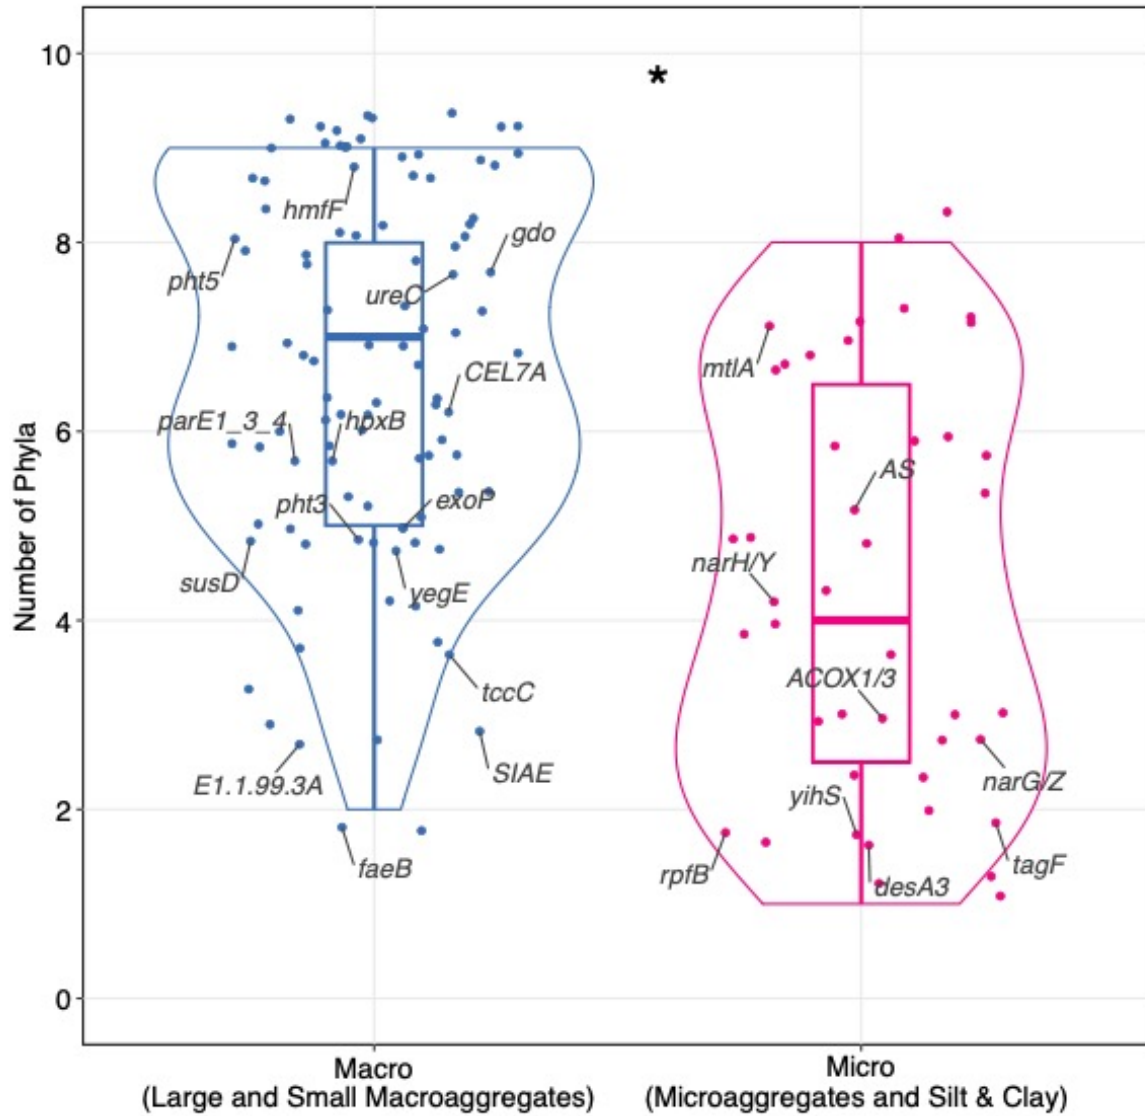 10
*
hmfF
gdo
8
pht5
ureC
mtlA
CEL7A
parE1_3_4
hpxB
6
AS
pht3
exoP
narH/Y
susD
yegE
4
ACOX1/3
tccC
E1.1.99.3A
SIAE
narG/Z
yihS
2
faeB
rpfB
desA3
tagF
0
Number of Phyla
Macro
(Large and Small Macroaggregates)
Micro
(Microaggregates and Silt & Clay)